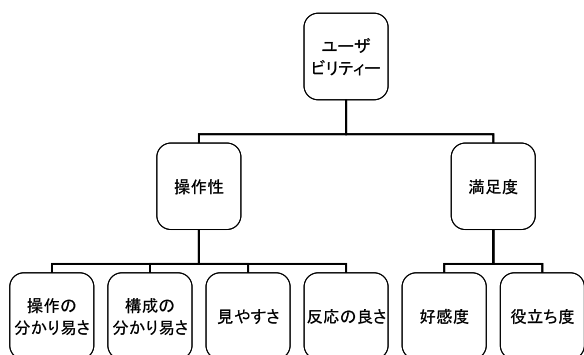 ユーザ
ビリティー
操作性
満足度
操作の
分かり易さ
構成の
分かり易さ
見やすさ
反応の良さ
好感度
役立ち度